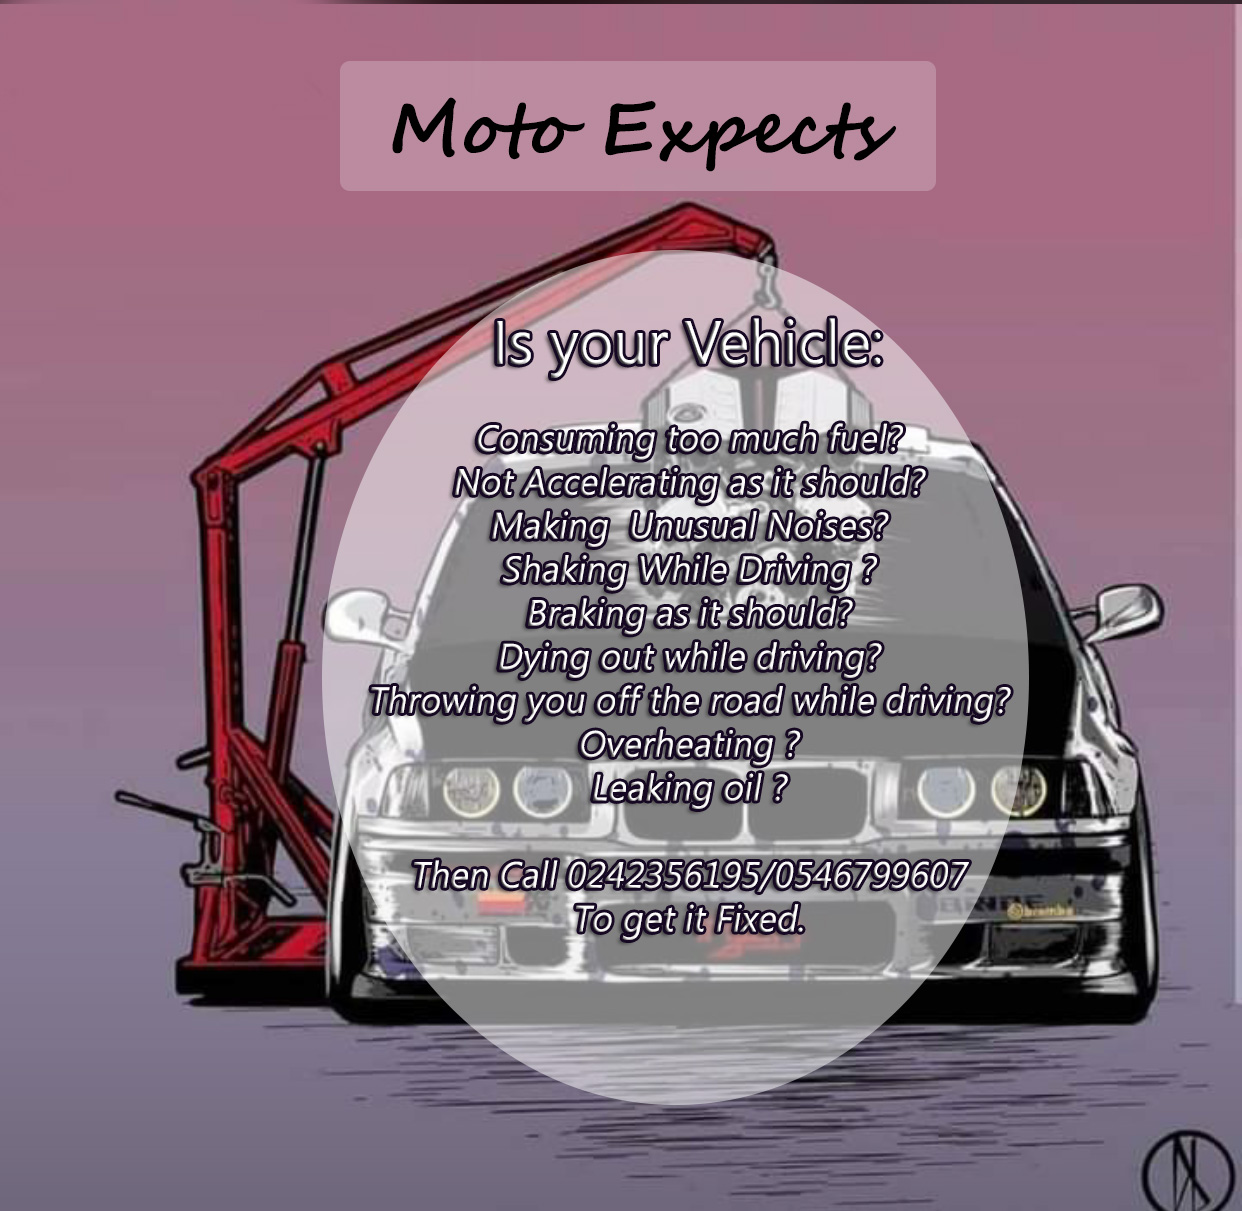 Moto Expects
Is your Vehicle:
Consuming too much fuel?
Not Accelerating as it should?
Making  Unusual Noises?
Shaking While Driving ?
Braking as it should?
Dying out while driving?
Throwing you off the road while driving?
Overheating ?
Leaking oil ?
Then Call 0242356195/0546799607
To get it Fixed.
brembo